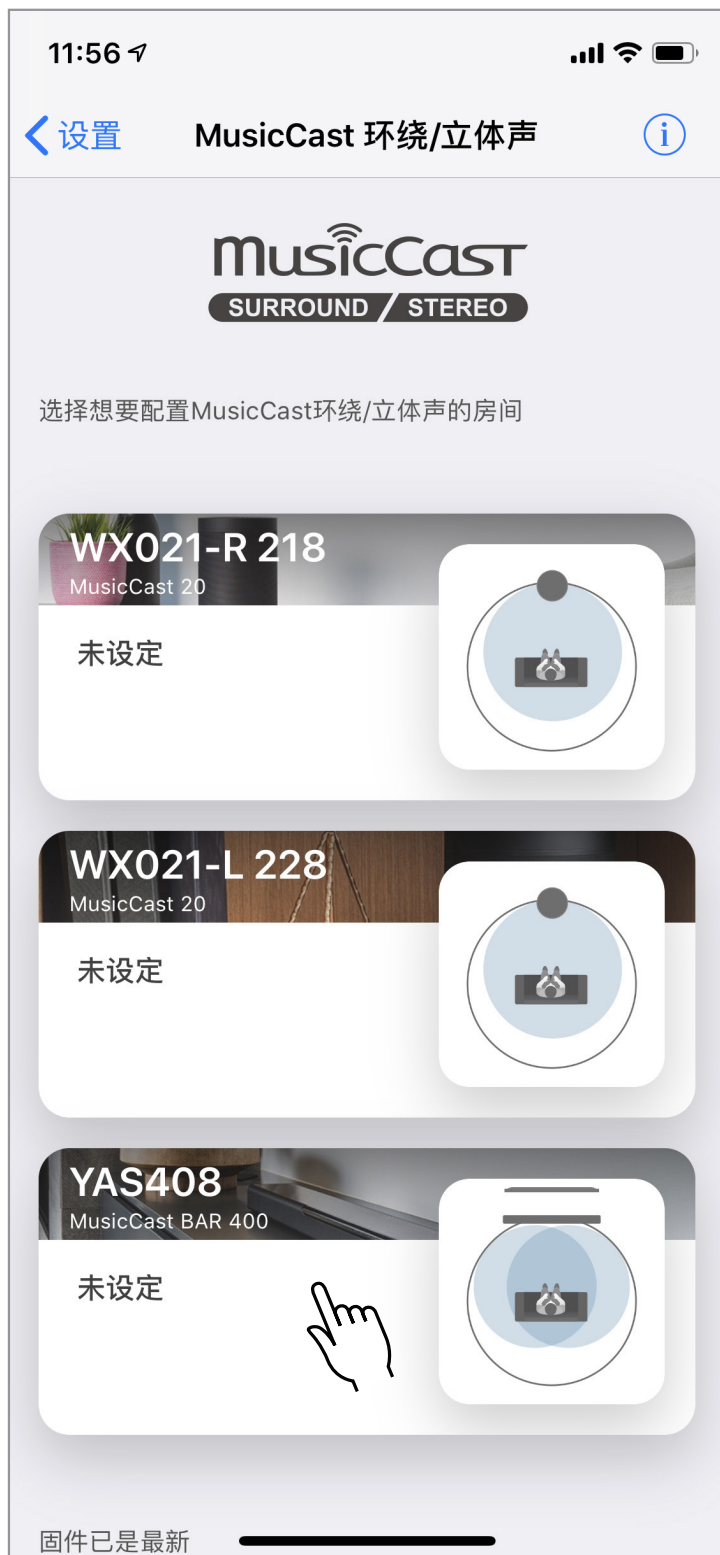 11:56
设置
MusicCast 环绕/立体声
i
MusicCast
SURROUND / STEREO
选择想要配置MusicCast环绕/立体声的房间
WX021-R 218
MusicCast 20
未设定
WX021-L 228
MusicCast 20
未设定
YAS408
MusicCast BAR 400
未设定
固件已是最新